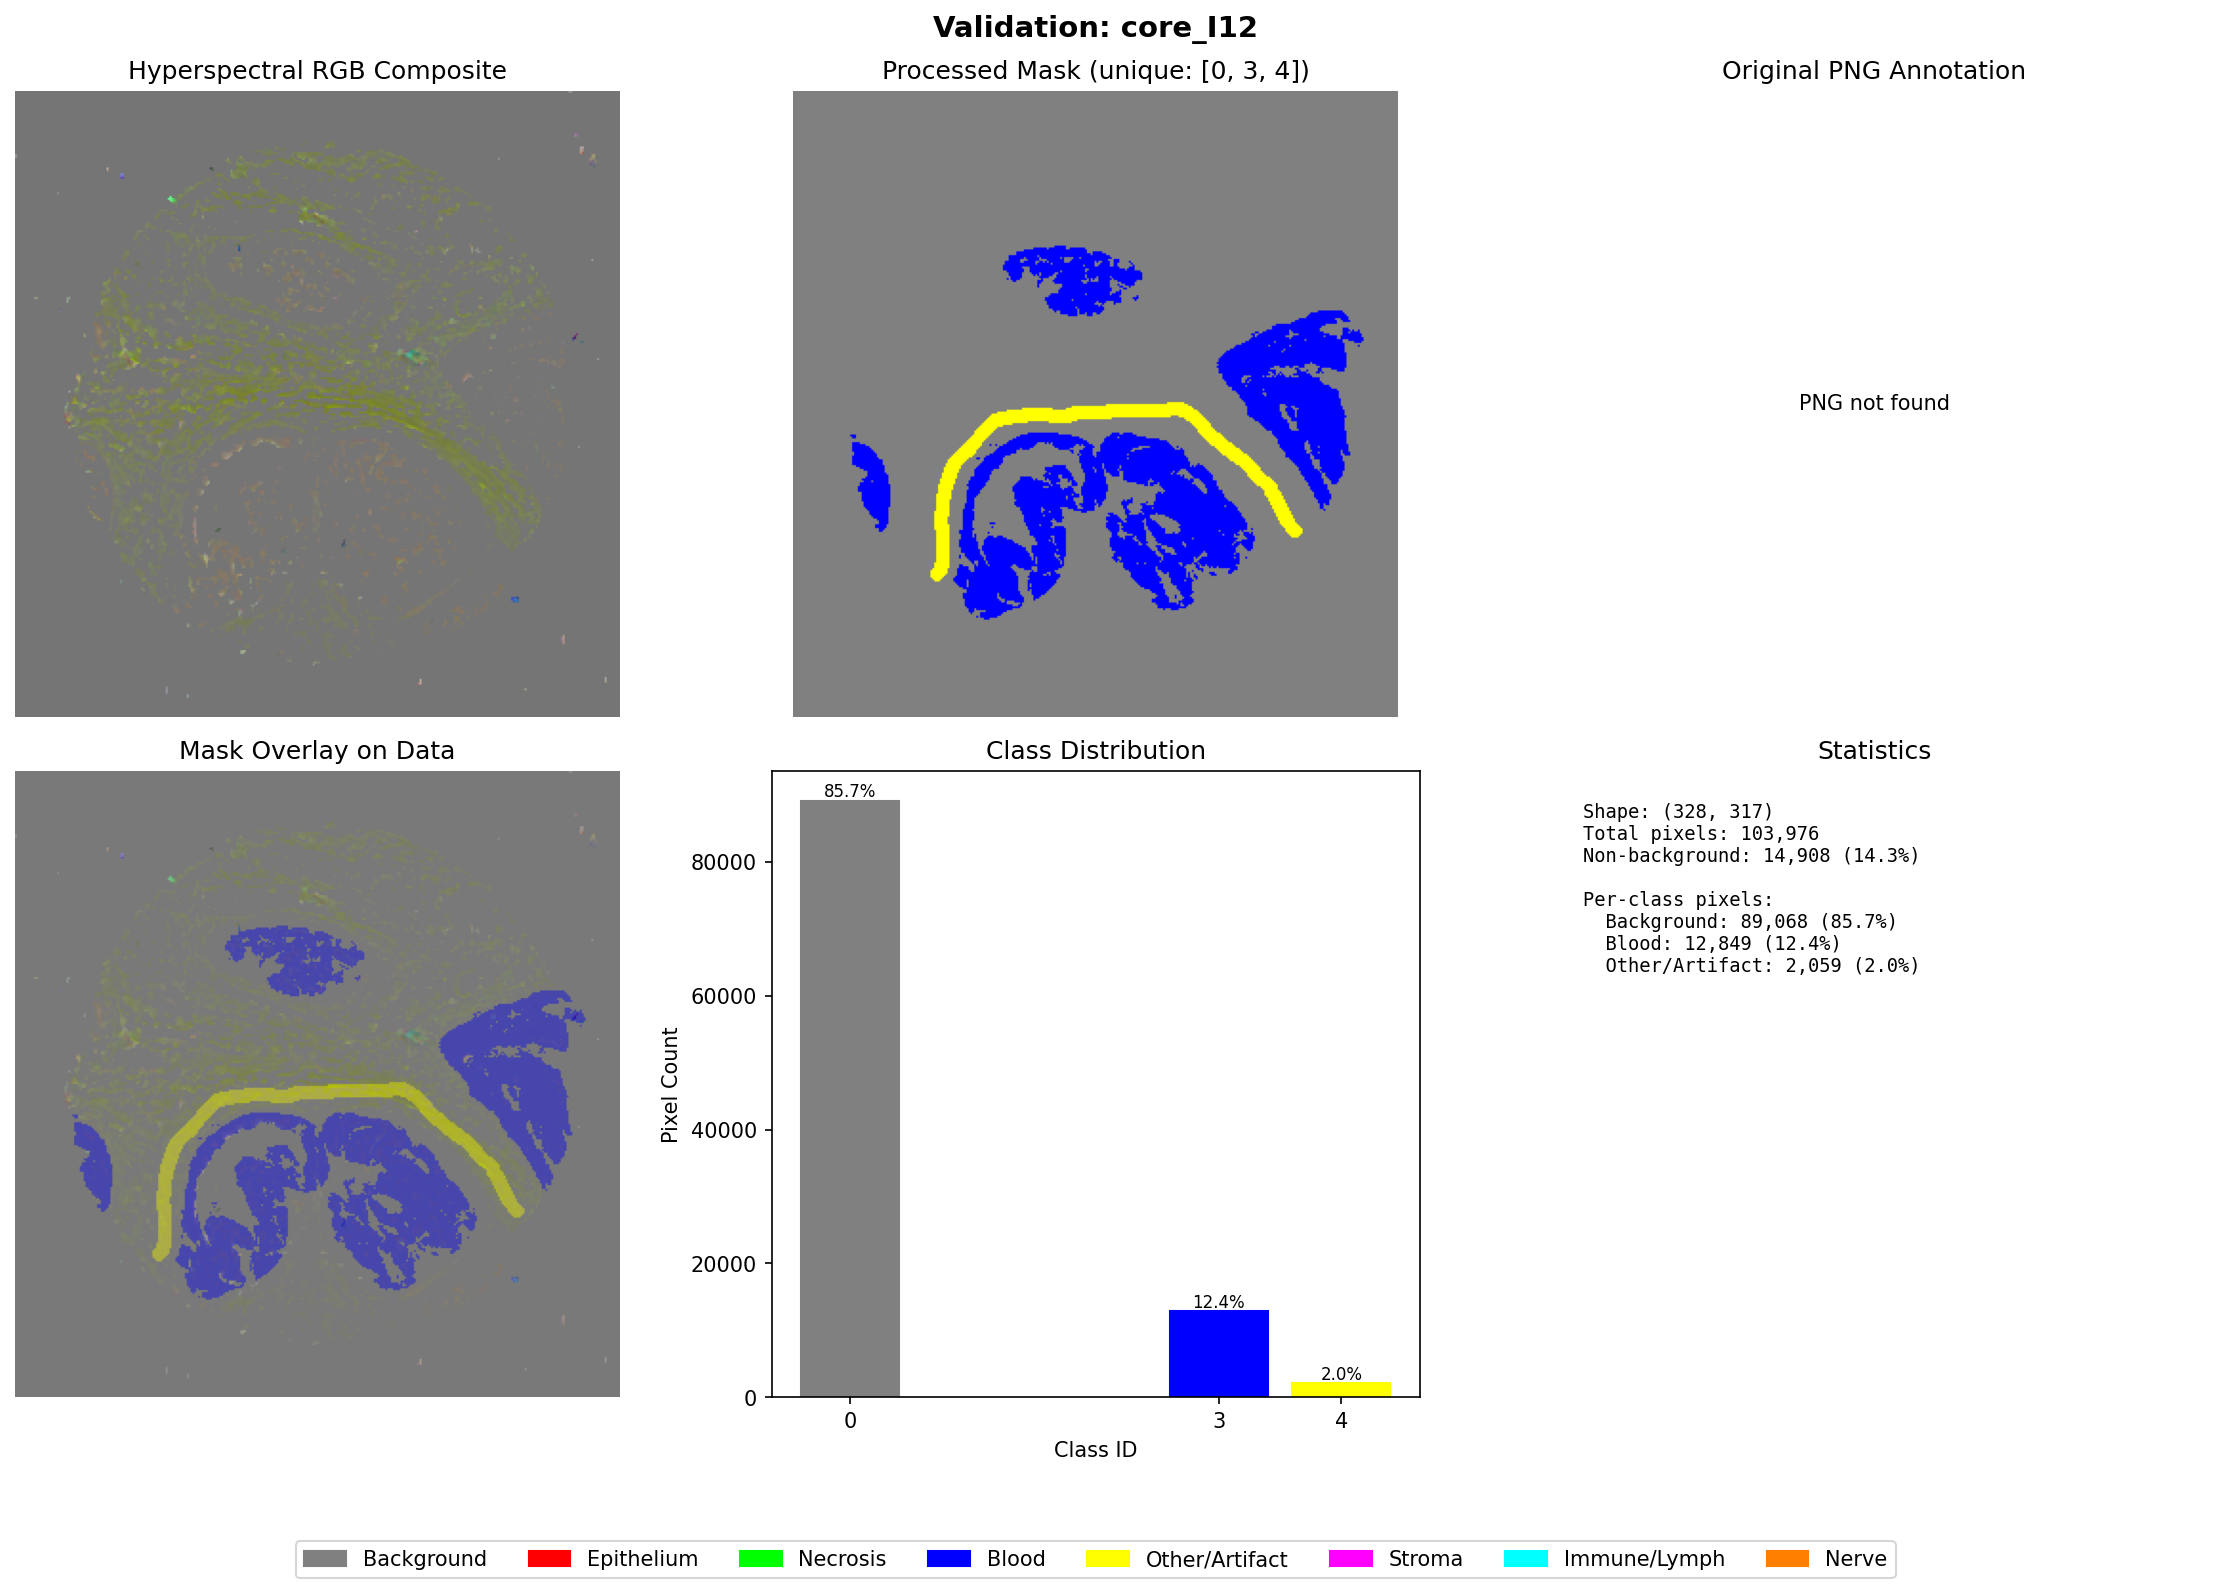 Validation: core_I12
Hyperspectral RGB Composite
Processed Mask (unique: [0, 3, 4])
Original PNG Annotation
PNG not found
Mask Overlay on Data
Class Distribution
85.7%
12.4%
2.0%
80000
60000
40000
20000
0
Pixel Count
0 3 4
Class ID
Statistics
Shape: (328, 317)
Total pixels: 103,976
Non-background: 14,908 (14.3%)
Per-class pixels:
Background: 89,068 (85.7%)
Blood: 12,849 (12.4%)
Other/Artifact: 2,059 (2.0%)
Background Epithelium Necrosis Blood Other/Artifact Stroma Immune/Lymph Nerve